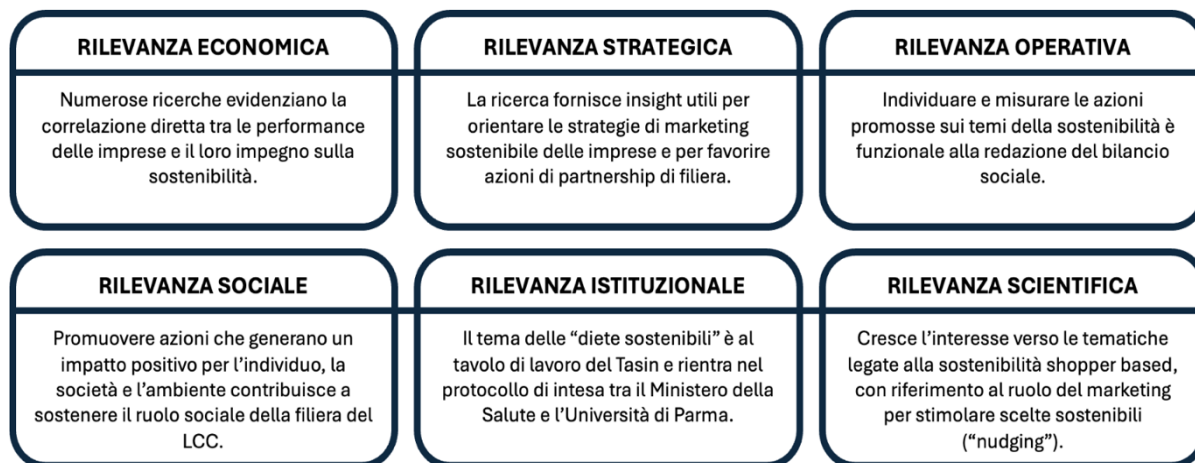 RILEVANZA ECONOMICA
Numerose ricerche evidenziano la
correlazione diretta tra le performance
delle imprese e il loro impegno sulla
sostenibilità.
RILEVANZA STRATEGICA
La ricerca fornisce insight utili per
orientare le strategie di marketing
sostenibile delle imprese e per favorire
azioni di partnership di filiera.
RILEVANZA OPERATIVA
Individuare e misurare le azioni
promosse sui temi della sostenibilità è
funzionale alla redazione del bilancio
sociale.
RILEVANZA SOCIALE
Promuovere azioni che generano un
impatto positivo per l’individuo, la
società e l’ambiente contribuisce a
sostenere il ruolo sociale della filiera del
LCC.
RILEVANZA ISTITUZIONALE
Il tema delle “diete sostenibili” è al
tavolo di lavoro del Tasin e rientra nel
protocollo di intesa tra il Ministero della
Salute e l’Università di Parma.
RILEVANZA SCIENTIFICA
Cresce l’interesse verso le tematiche
legate alla sostenibilità shopper based,
con riferimento al ruolo del marketing
per stimolare scelte sostenibili
(“nudging”).